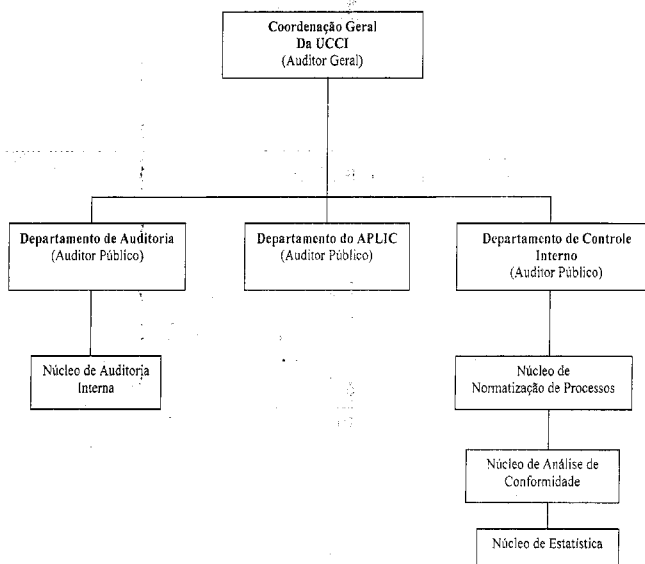 Coordenação Geral
Da UCCI
(Auditor Geral)
Departamento de Auditoria
(Auditor Público)
Departamento do APLIC
(Auditor Público)
Departamento de Controle
Interno
(Auditor Público)
Núcleo de Auditoria
Interna
Núcleo de
Normatização de Processos
Núcleo de Análise de
Conformidade
Núcleo de Estatística